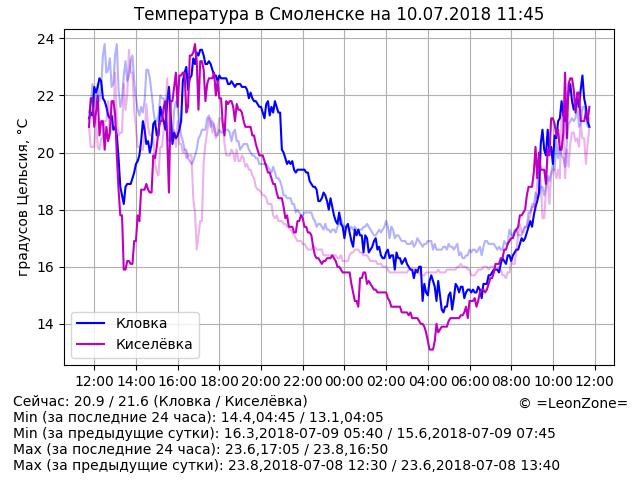 Температура в Смоленске на 10.07.2018 11:45
24
22
20
18
16
14
градусов Цельсия, °C
Кловка
Киселёвка
12:00 14:00 16:00 18:00 20:00 22:00 00:00 02:00 04:00 06:00 08:00 10:00 12:00
Сейчас: 20.9 / 21.6 (Кловка / Киселёвка)
© =LeonZone=
Min (за последние 24 часа): 14.4,04:45 / 13.1,04:05
Min (за предыдущие сутки): 16.3,2018-07-09 05:40 / 15.6,2018-07-09 07:45
Max (за последние 24 часа): 23.6,17:05 / 23.8,16:50
Max (за предыдущие сутки): 23.8,2018-07-08 12:30 / 23.6,2018-07-08 13:40